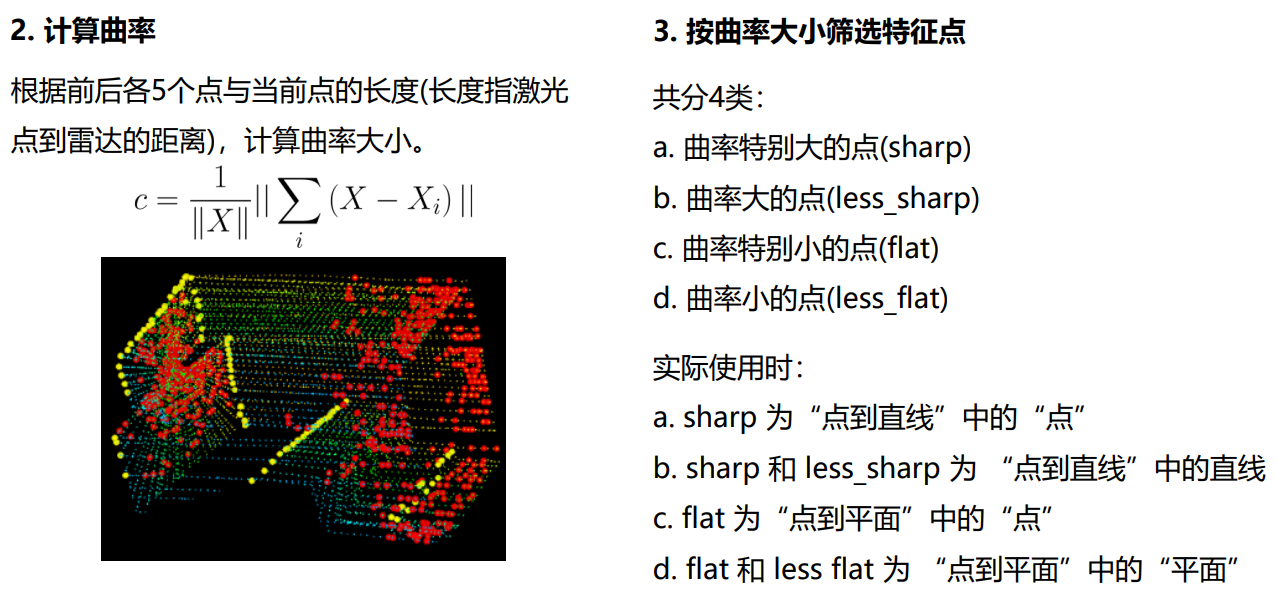 2. 计算曲率
根据前后各5个点与当前点的长度(长度指激光
点到雷达的距离)，计算曲率大小。
c = \frac{1}{\|X\|} || \sum_{i} (X − X_i) ||
3. 按曲率大小筛选特征点
共分4类：
a. 曲率特别大的点(sharp)
b. 曲率大的点(less_sharp)
c. 曲率特别小的点(flat)
d. 曲率小的点(less_flat)
实际使用时：
a. sharp 为“点到直线”中的“点”
b. sharp 和 less_sharp 为 “点到直线”中的直线
c. flat 为“点到平面”中的“点”
d. flat 和 less flat 为 “点到平面”中的“平面”